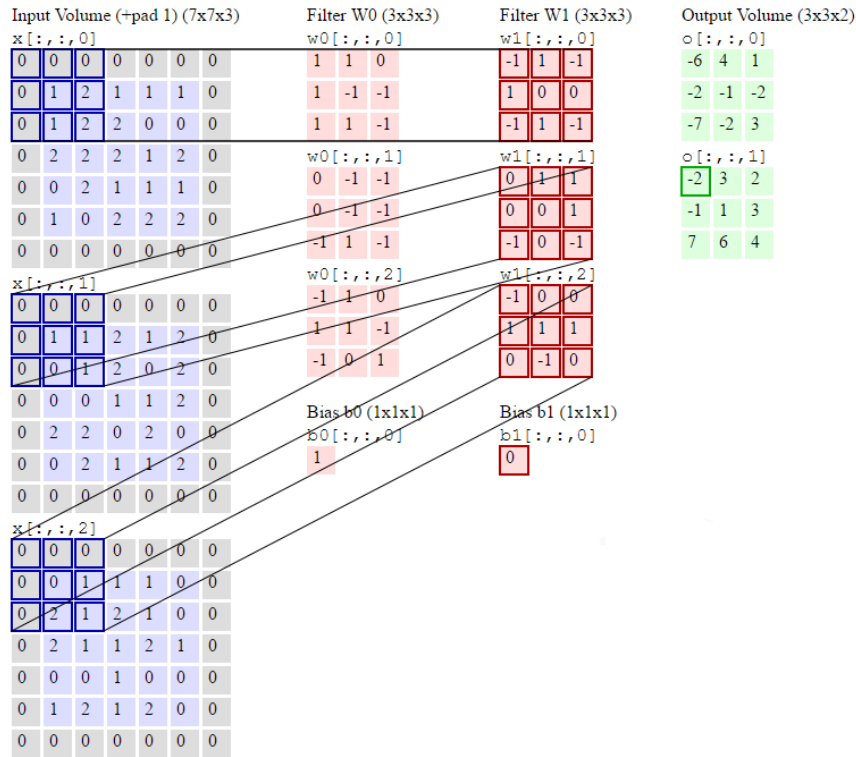 Input Volume (+pad 1) (7x7x3)
x[:,:,0]
0 0 0 0 0 0 0
0 1 2 1 1 1 0
0 1 2 2 0 0 0
0 2 2 2 1 2 0
0 0 2 1 1 1 0
0 1 0 2 2 2 0
0 0 0 0 0 0 0
x[:,:,1]
0 0 0 0 0 0 0
0 1 1 2 1 2 0
0 0 1 2 0 2 0
0 0 0 1 1 2 0
0 2 2 0 2 0 0
0 0 2 1 1 2 0
0 0 0 0 0 0 0
x[:,:,2]
0 0 0 0 0 0 0
0 0 1 1 1 0 0
0 2 1 2 1 0 0
0 2 1 1 2 1 0
0 0 0 1 0 0 0
0 1 2 1 2 0 0
0 0 0 0 0 0 0
Filter W0 (3x3x3)
w0[:,:,0]
1 1 0
1 -1 -1
1 1 -1
w0[:,:,1]
0 -1 -1
0 -1 -1
-1 1 -1
w0[:,:,2]
-1 1 0
1 1 -1
-1 0 1
Bias b0 (1x1x1)
b0[:,:,0]
1
Filter W1 (3x3x3)
w1[:,:,0]
-1 1 -1
1 0 0
-1 1 -1
w1[:,:,1]
0 1 1
0 0 1
-1 0 -1
w1[:,:,2]
-1 0 0
1 1 1
0 -1 0
Bias b1 (1x1x1)
b1[:,:,0]
0
Output Volume (3x3x2)
o[:,:,0]
-6 4 1
-2 -1 -2
-7 -2 3
o[:,:,1]
-2 3 2
-1 1 3
7 6 4